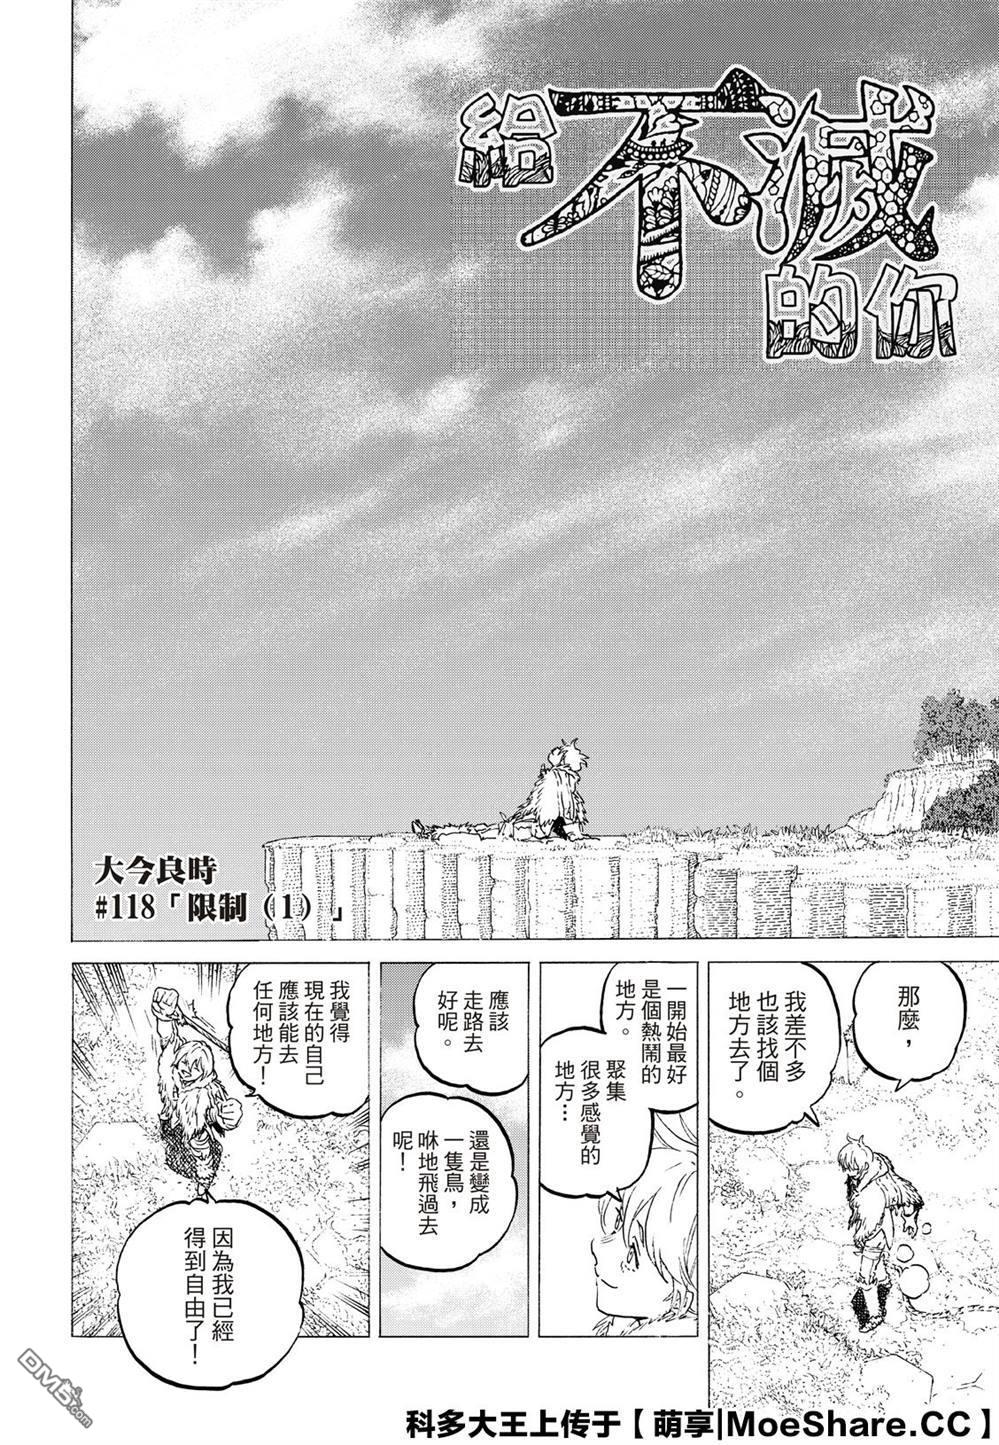 給不滅
的你
大今良時
#118「限制（1）」
那麼，
我差不多
也該找個
地方去了。
一開始最好
是個熱鬧的
地方。
聚集
很多感覺的
地方…
應該
走路去
好呢。
還是變成
一隻鳥，
咻地飛過去
呢！
我覺得
現在的自己
應該能去
任何地方！
因為我已經
得到自由了！
DM5.com
科多大王上传于【萌享|MoeShare.CC】